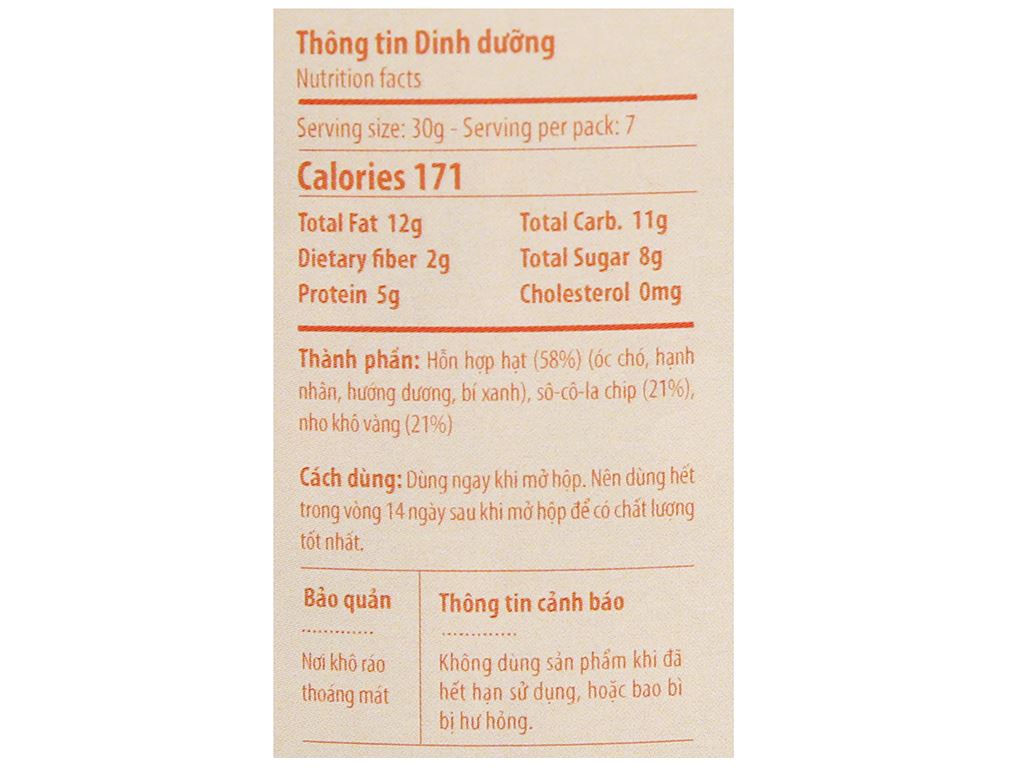 Thông tin Dinh dưỡng
Nutrition facts
Serving size: 30g - Serving per pack: 7
Calories 171
Total Fat 12g Total Carb. 11g
Dietary fiber 2g Total Sugar 8g
Protein 5g Cholesterol 0mg
Thành phần: Hỗn hợp hạt (58%) (óc chó, hạnh
nhân, hướng dương, bí xanh), sô-cô-la chip (21%),
nho khô vàng (21%)
Cách dùng: Dùng ngay khi mở hộp. Nên dùng hết
trong vòng 14 ngày sau khi mở hộp để có chất lượng
tốt nhất.
Bảo quản
Nơi khô ráo
thoáng mát
Thông tin cảnh báo
Không dùng sản phẩm khi đã
hết hạn sử dụng, hoặc bao bì
bị hư hỏng.